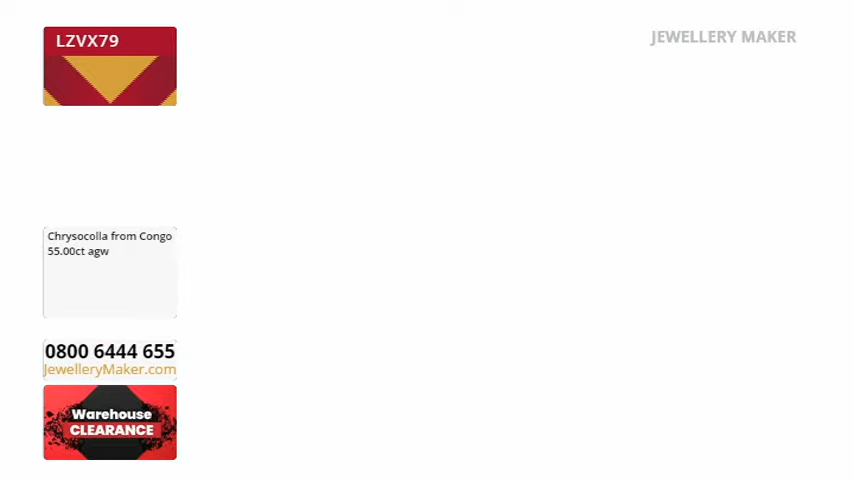 LZVX79
JEWELLERY MAKER
Chrysocolla from Congo
55.00ct agw
0800 6444 655
JewelleryMaker.com
Warehouse
CLEARANCE